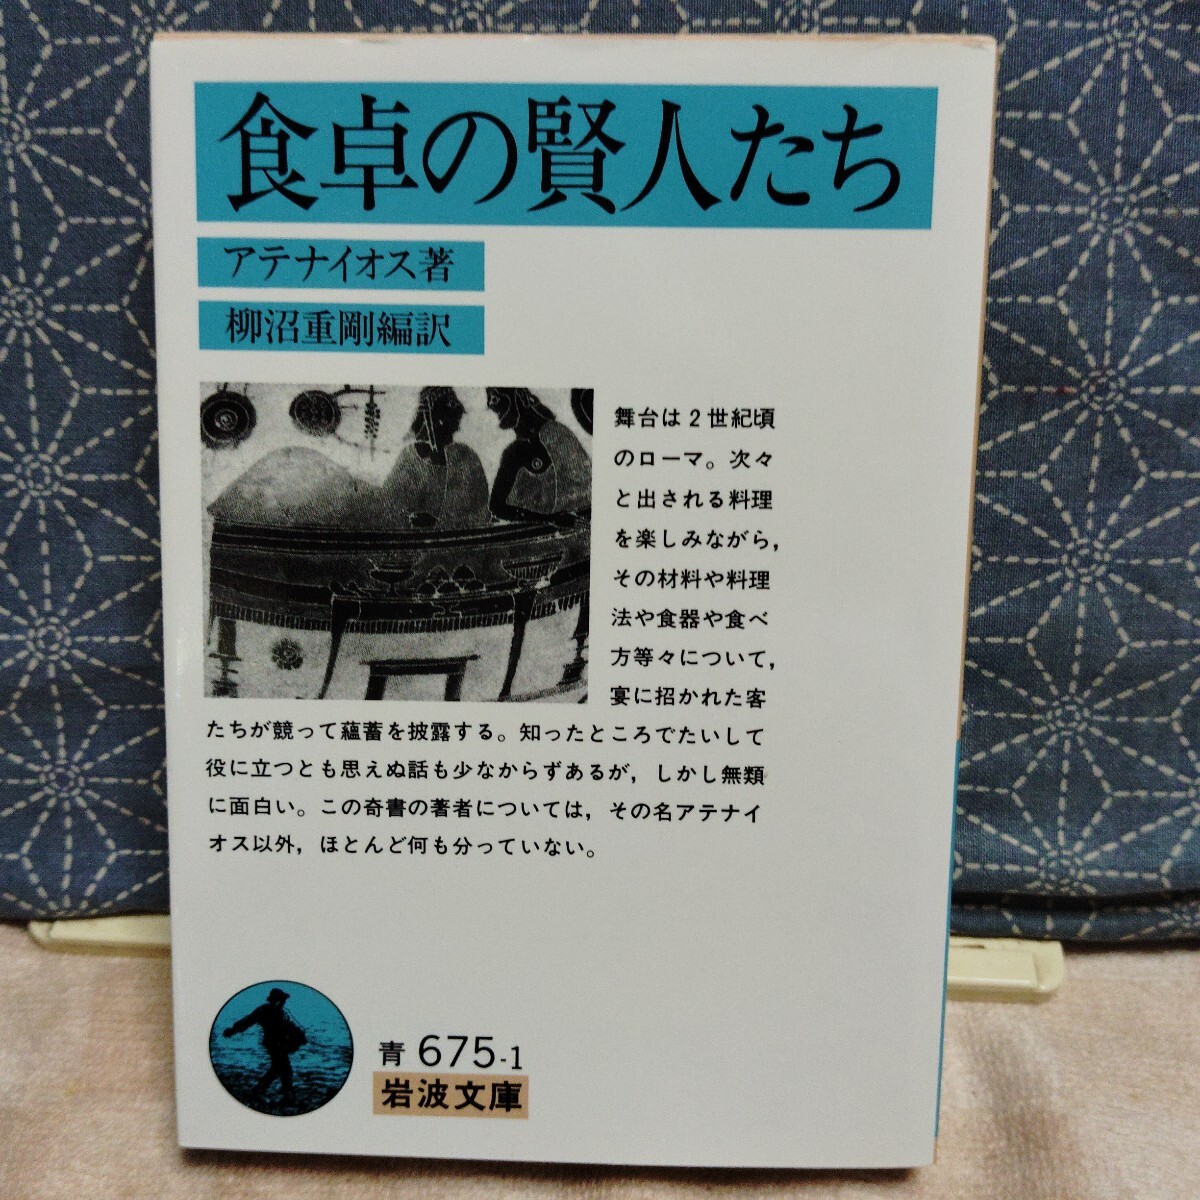 食卓の賢人たち
アテナイオス著
柳沼重剛編訳
舞台は2世紀頃
のローマ。次々
と出される料理
を楽しみながら，
その材料や料理
法や食器や食べ
方等々について，
宴に招かれた客
たちが競って蘊蓄を披露する。知ったところでたいして
役に立つとも思えぬ話も少なからずあるが，しかし無類
に面白い。この奇書の著者については，その名アテナイ
オス以外，ほとんど何も分っていない。
青 675-1
岩波文庫